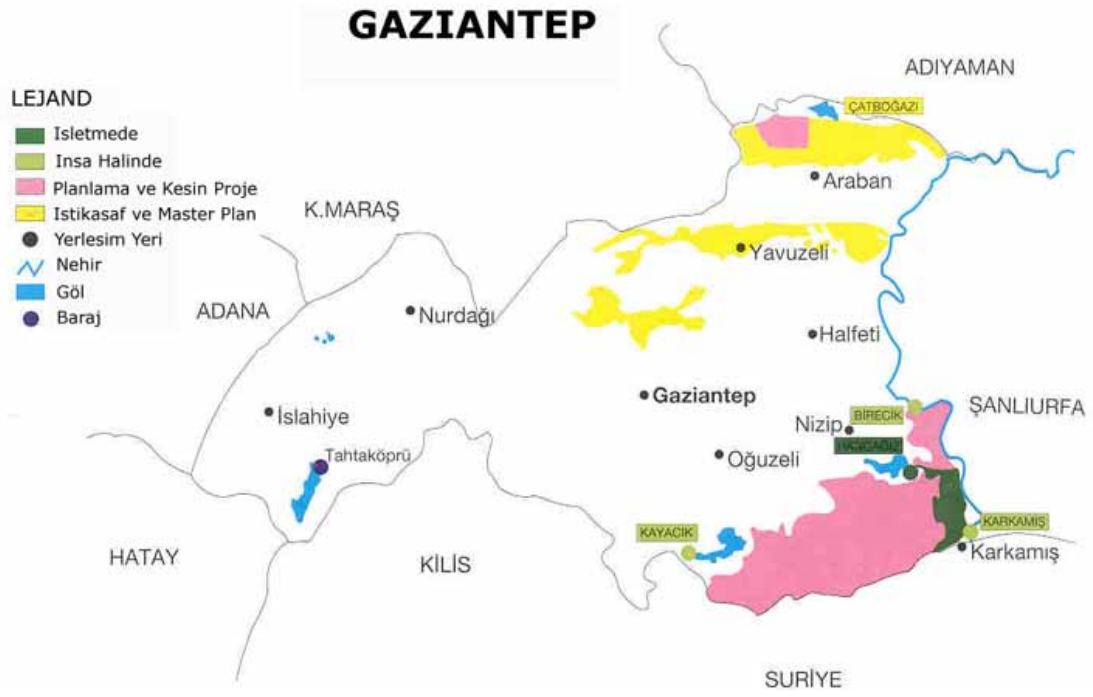 GAZIANTEP
LEJAND
Isletmede
Insa Halinde
Planlama ve Kesin Proje
Istikasaf ve Master Plan
Yerlesim Yeri
Nehir
Göl
Baraj
ADIYAMAN
ÇATBOĞAZI
Araban
K.MARAŞ
Yavuzeli
ADANA
Nurdağı
Halfeti
Gaziantep
ŞANLIURFA
İslahiye
BİRECİK
Nizip
Oğuzeli
Tahtaköprü
KAYACIK
KARKAMIŞ
Karkamış
HATAY
KİLİS
SURİYE